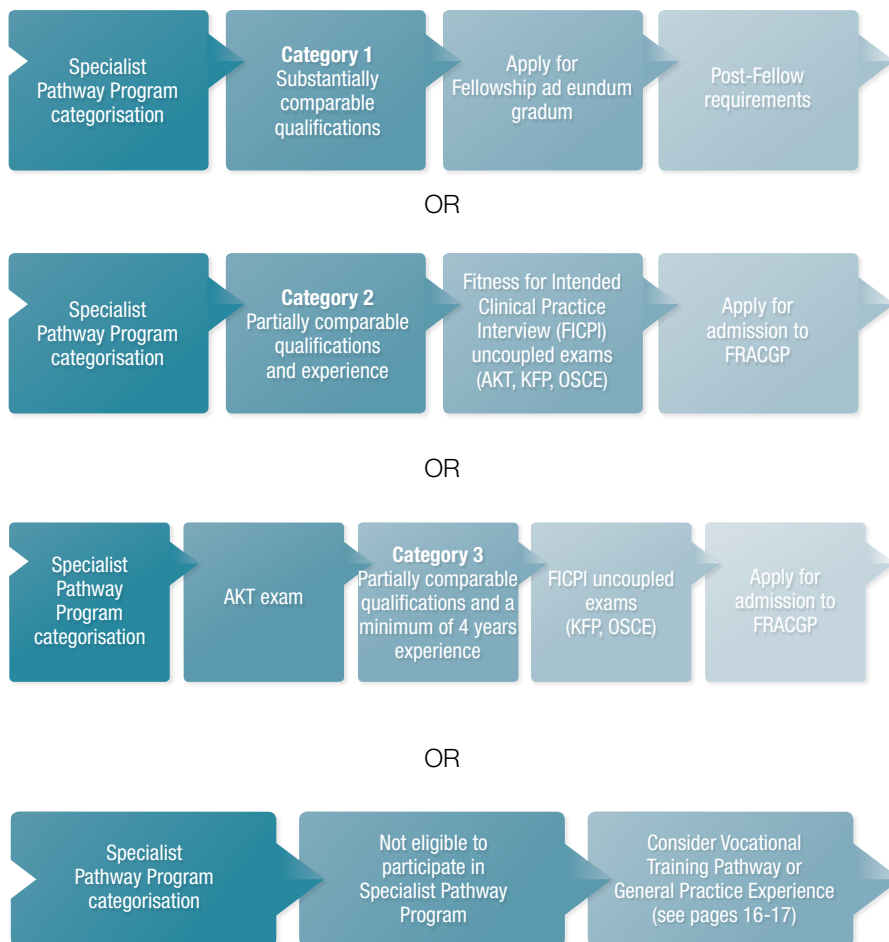 Specialist
Pathway Program
categorisation
Category 1
Substantially
comparable
qualifications
Apply for
Fellowship ad eundum
gradum
Post-Fellow
requirements
OR
Specialist
Pathway Program
categorisation
Category 2
Partially comparable
qualifications
and experience
Fitness for Intended
Clinical Practice
Interview (FICPI)
uncoupled exams
(AKT, KFP, OSCE)
Apply for
admission to
FRACGP
OR
Specialist
Pathway
Program
categorisation
AKT exam
Category 3
Partially comparable
qualifications and a
minimum of 4 years
experience
FICPI uncoupled
exams
(KFP, OSCE)
Apply for
admission to
FRACGP
OR
Specialist
Pathway Program
categorisation
Not eligible to
participate in
Specialist Pathway
Program
Consider Vocational
Training Pathway or
General Practice Experience
(see pages 16-17)